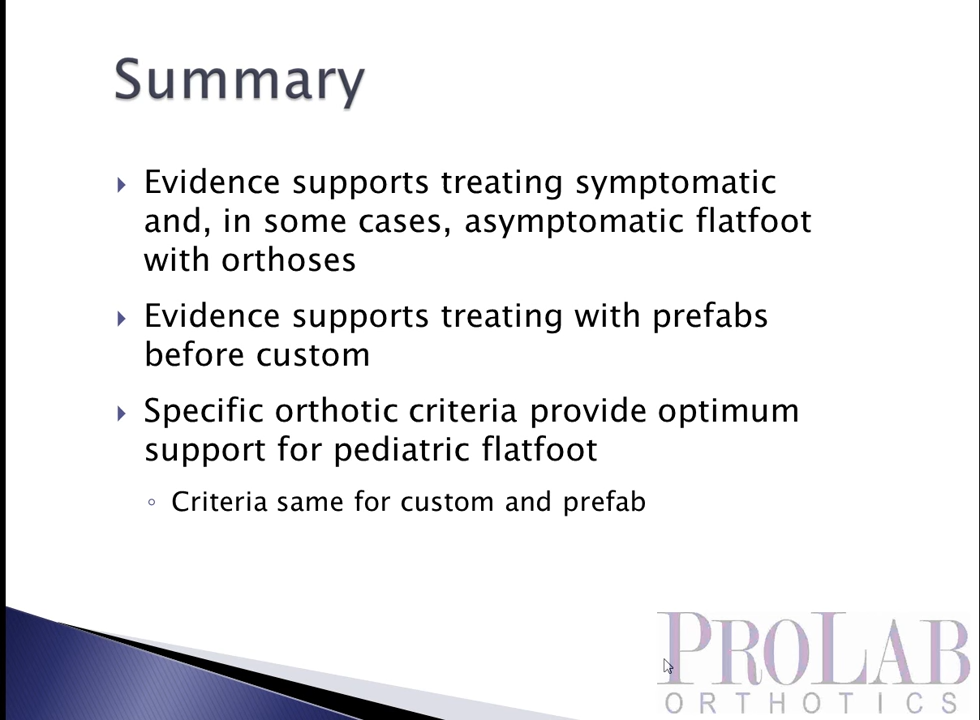 Summary
Evidence supports treating symptomatic
and, in some cases, asymptomatic flatfoot
with orthoses
Evidence supports treating with prefabs
before custom
Specific orthotic criteria provide optimum
support for pediatric flatfoot
Criteria same for custom and prefab
PROLAB
ORTHOTICS